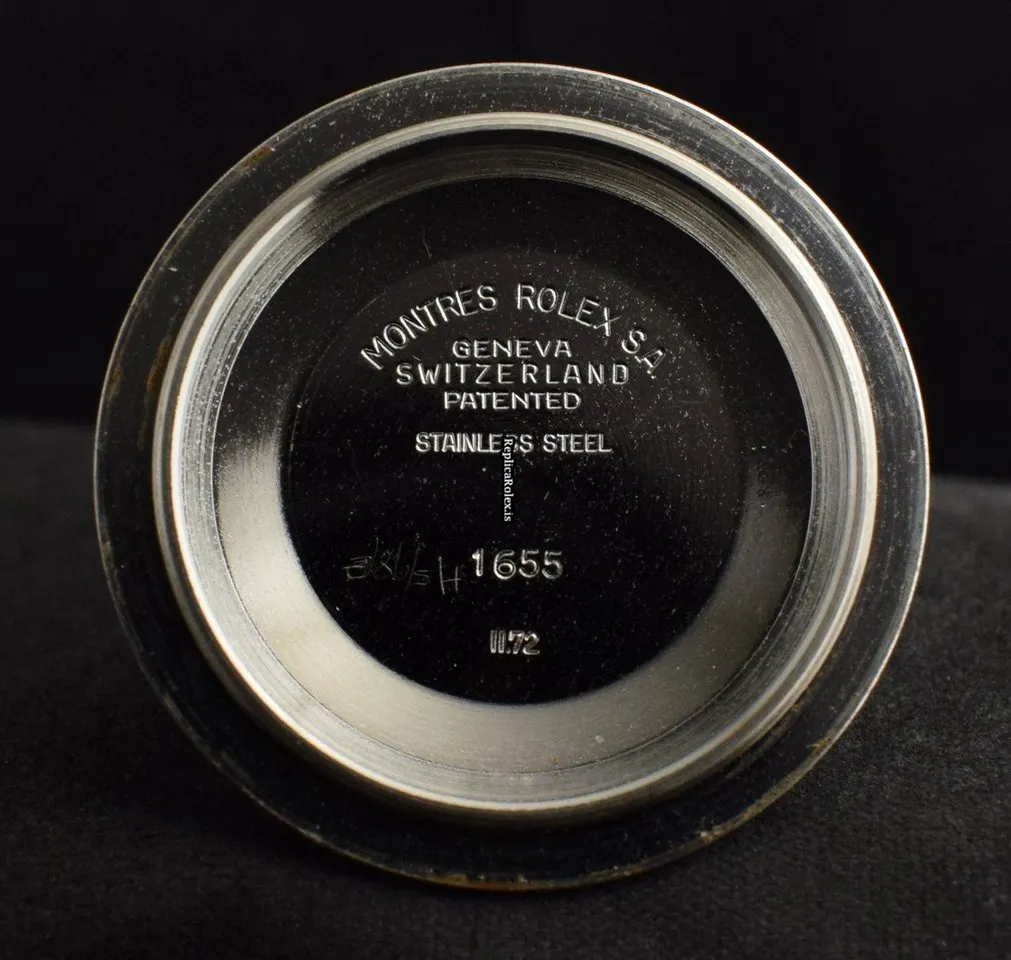 MONTRES ROLEX S.A.
GENEVA
SWITZERLAND
PATENTED
STAINLESS STEEL
ReplicaRolex.is
1655
II.72